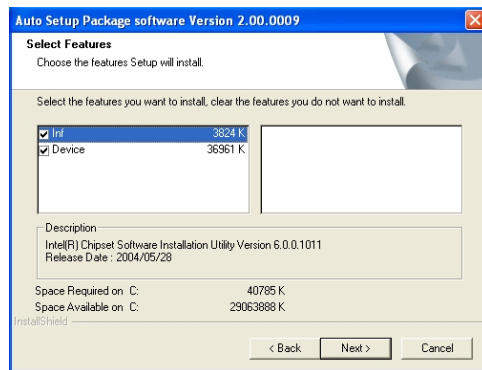 Auto Setup Package software Version 2.00.0009
Select Features
Choose the features Setup will install.
Select the features you want to install, clear the features you do not want to install.
Inf 3824 K
Device 36961 K
Description
Intel(R) Chipset Software Installation Utility Version 6.0.0.1011
Release Date : 2004/05/28
Space Required on C: 40785 K
Space Available on C: 29063888 K
InstallShield
< Back Next > Cancel